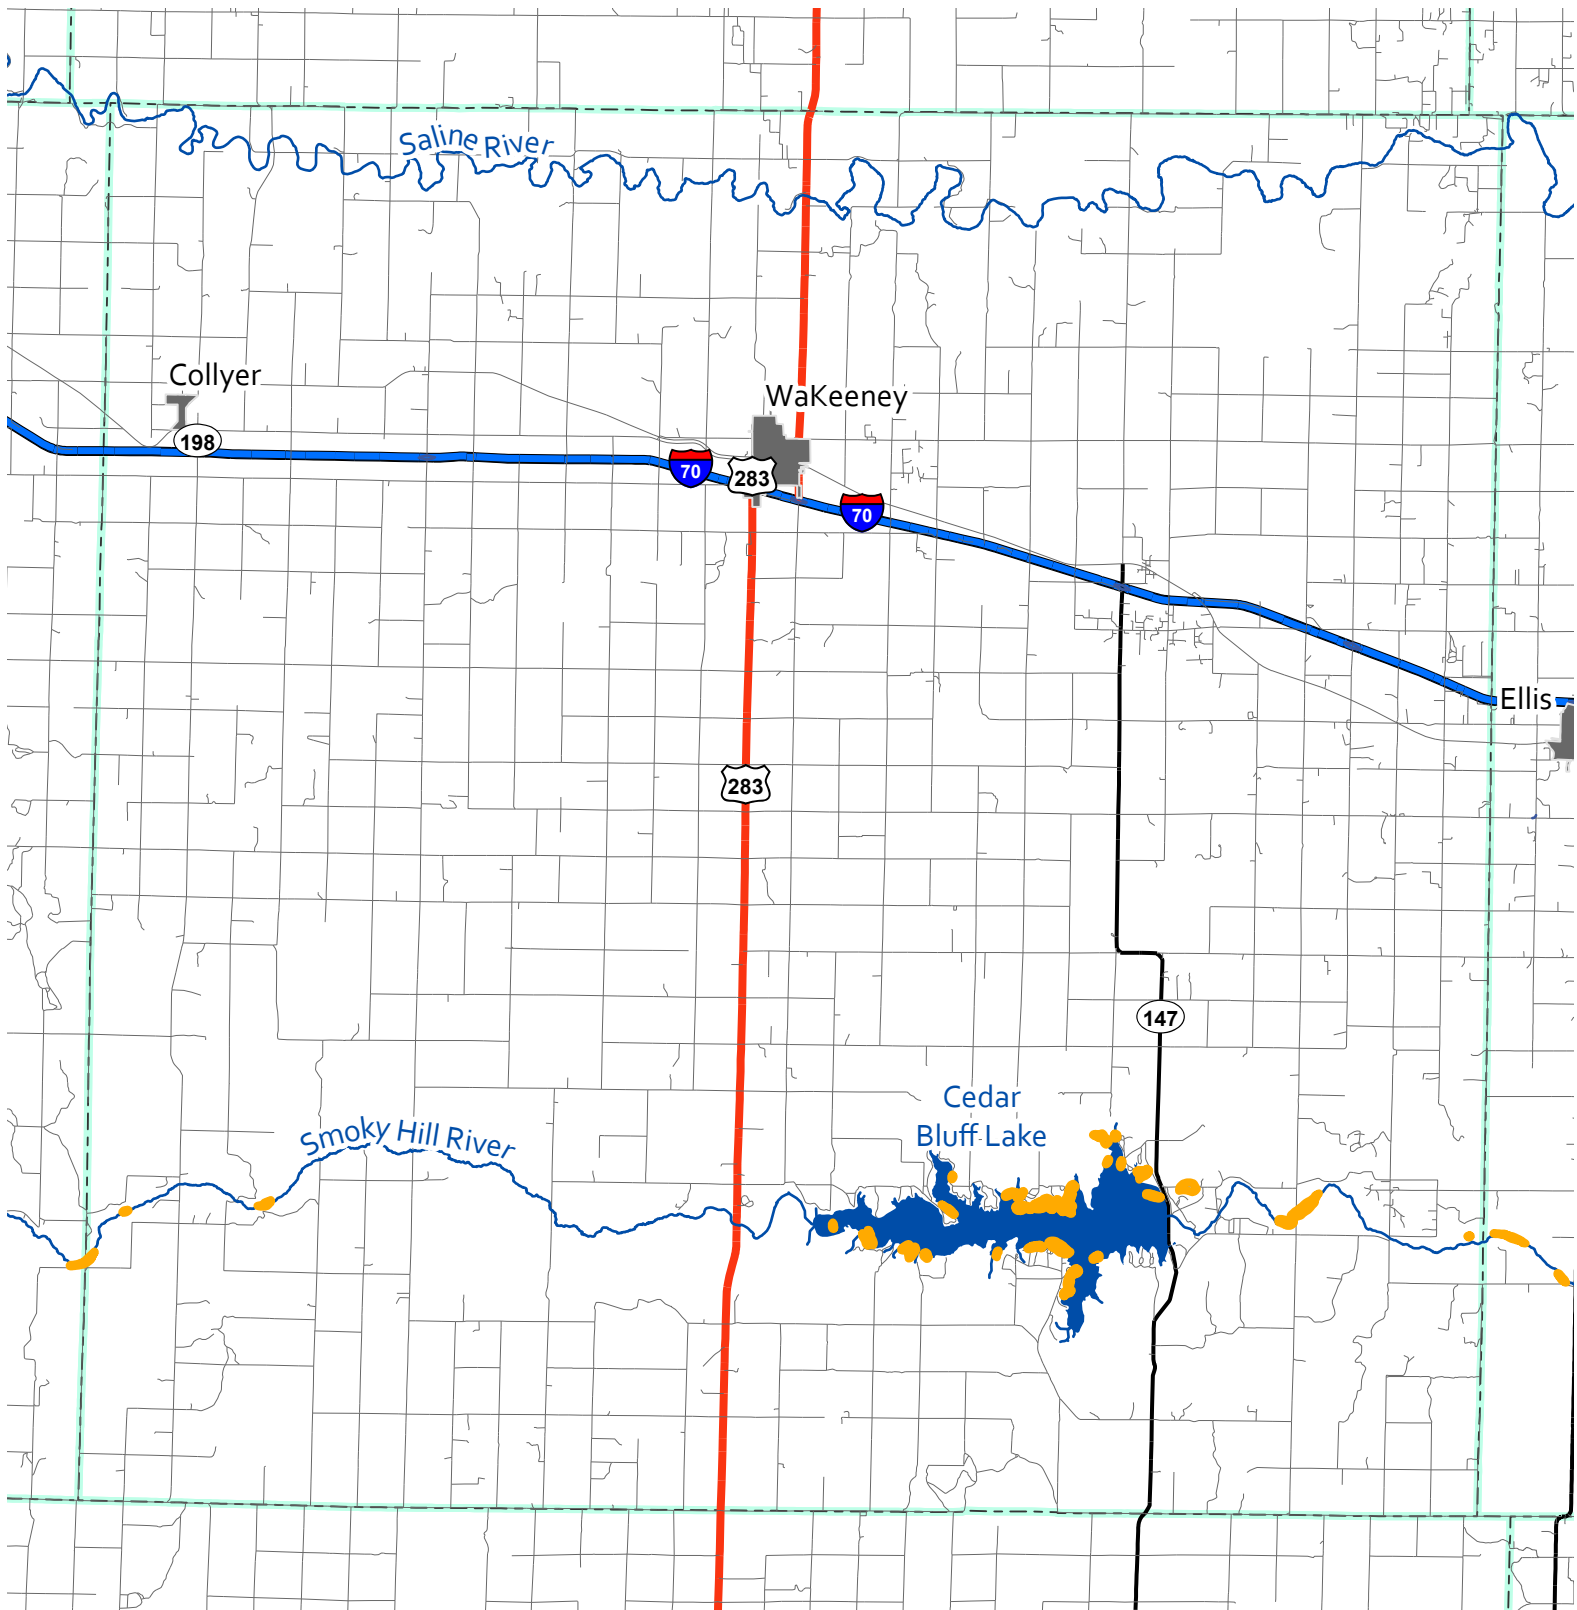 Saline River
Collyer
WaKeeney
198
70
283
70
Ellis
283
147
Cedar
Bluff Lake
Smoky Hill River